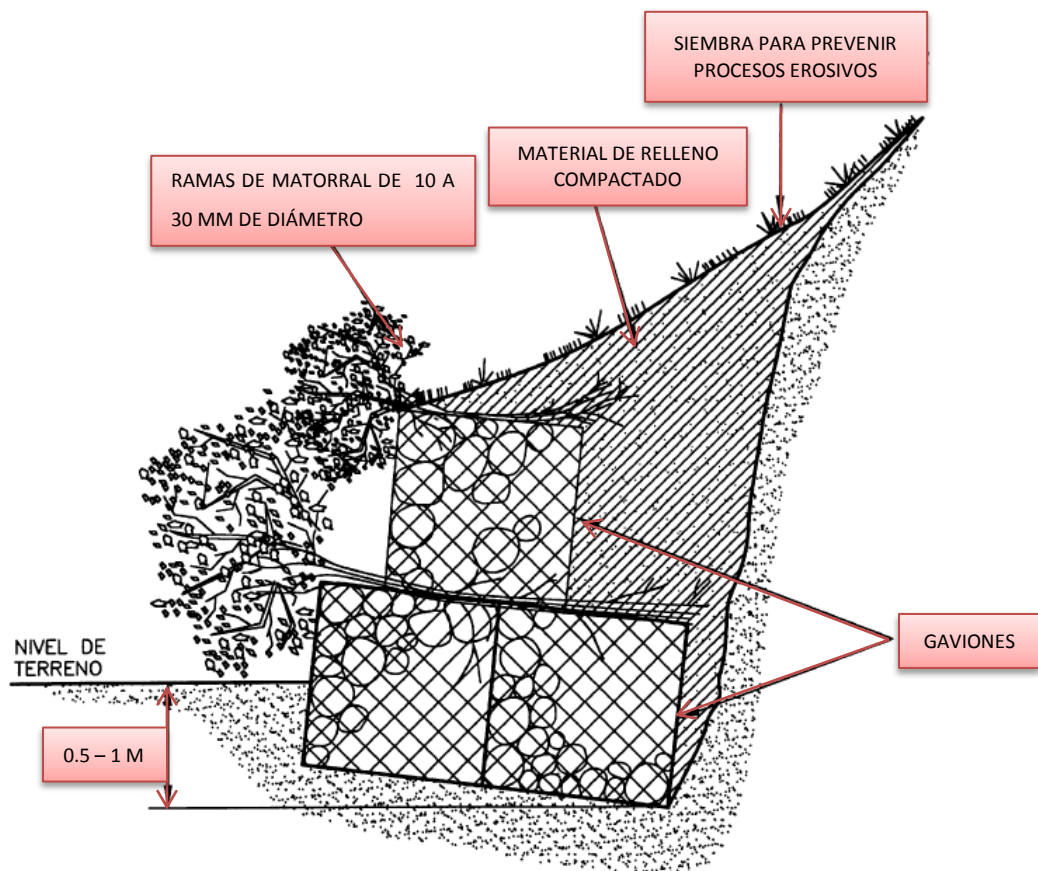 SIEMBRA PARA PREVENIR
PROCESOS EROSIVOS
MATERIAL DE RELLENO
COMPACTADO
RAMAS DE MATORRAL DE 10 A
30 MM DE DIÁMETRO
GAVIONES
NIVEL DE
TERRENO
0.5 – 1 M